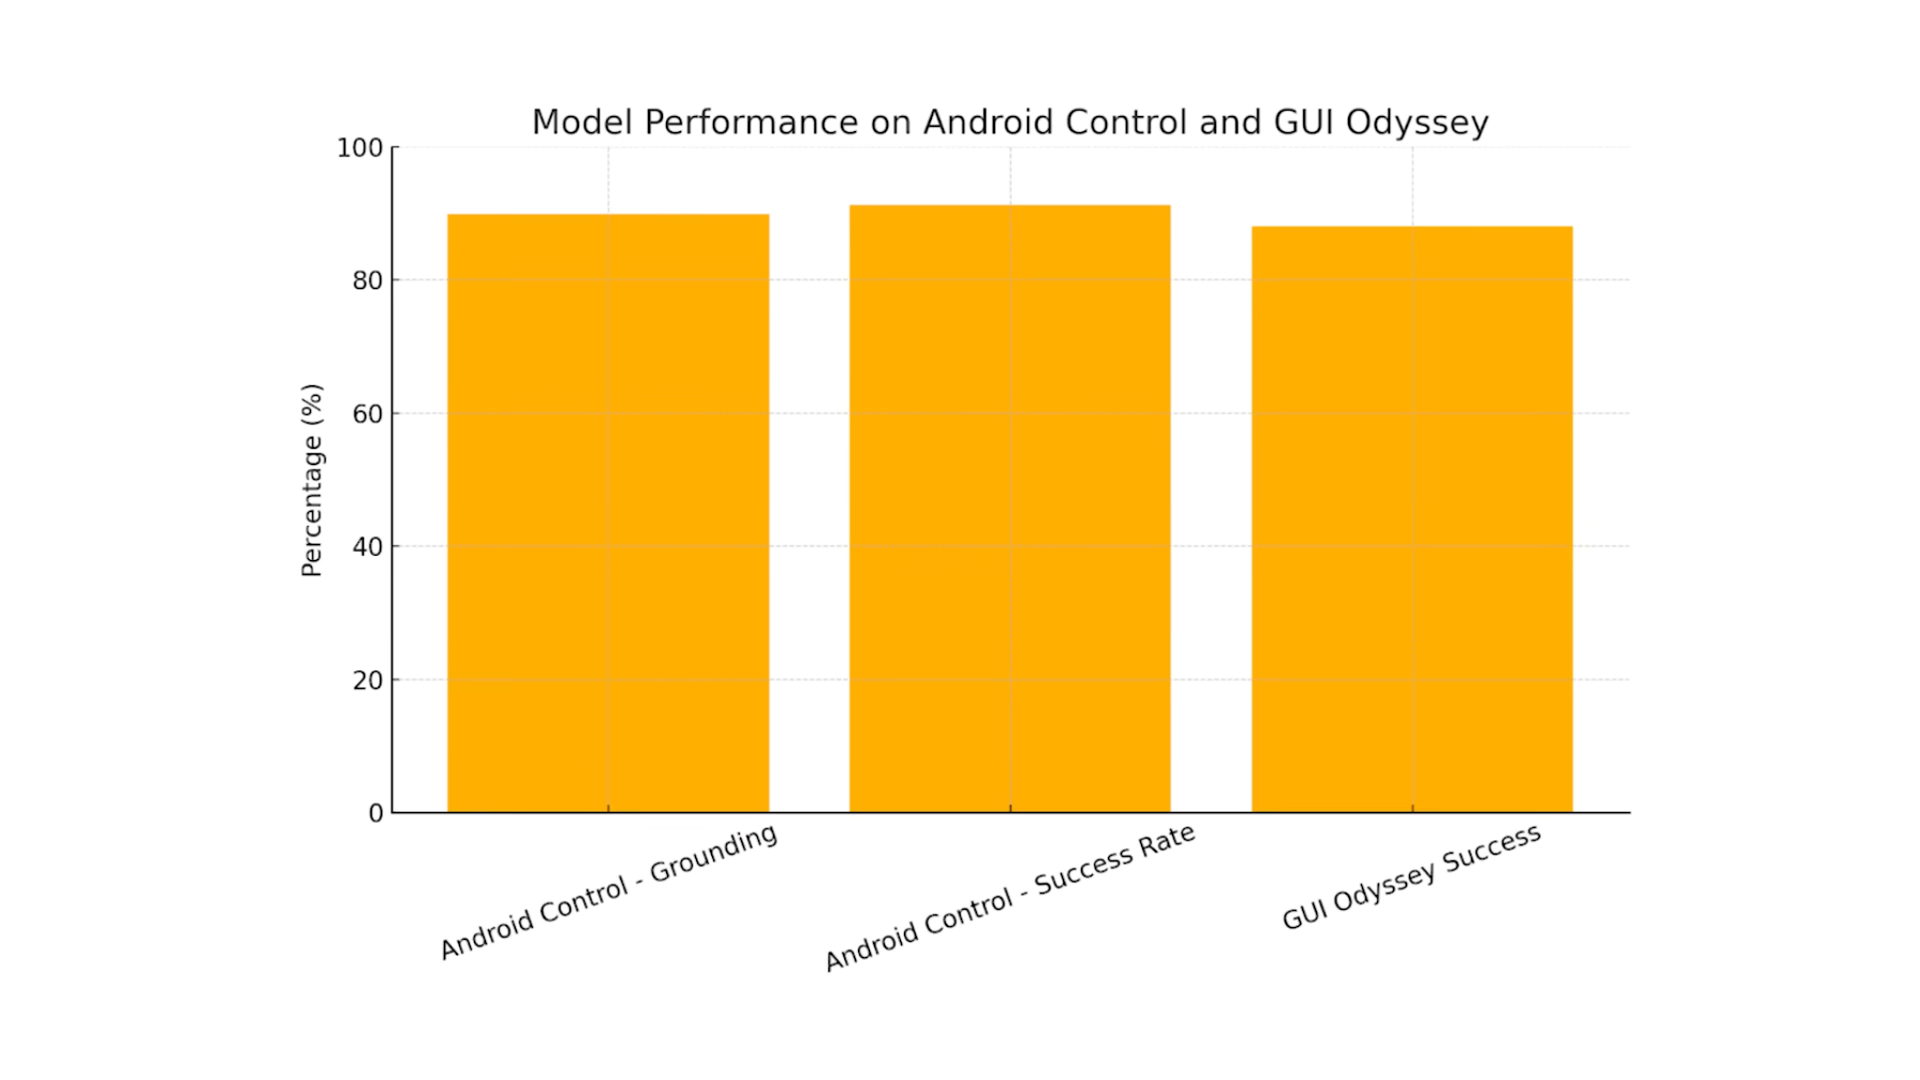 Model Performance on Android Control and GUI Odyssey
100
80
60
40
20
0
Percentage (%)
Android Control - Grounding
Android Control - Success Rate
GUI Odyssey Success